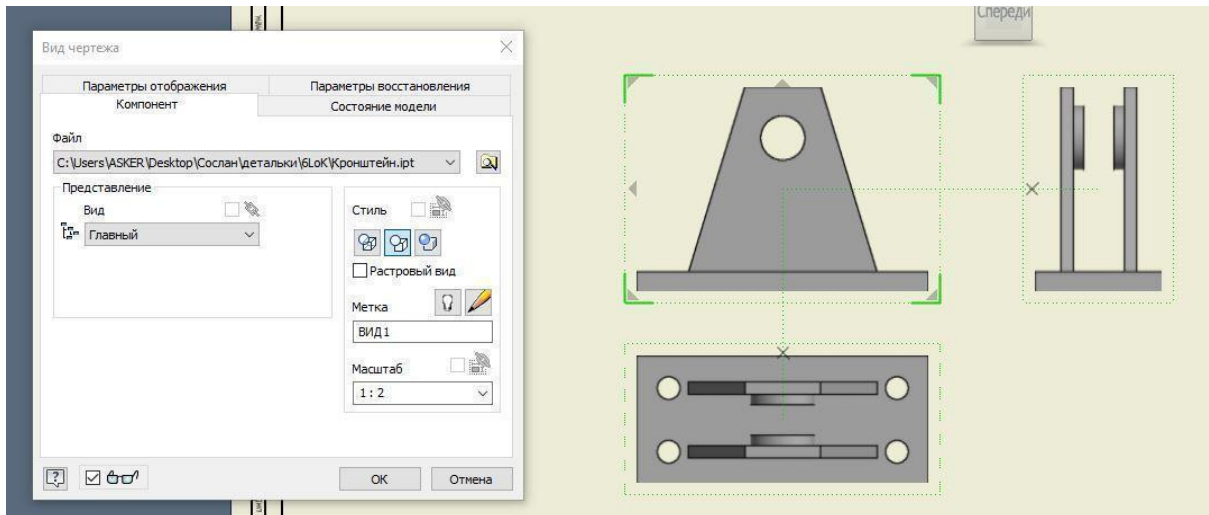 Спереди
Вид чертежа
Параметры отображения
Параметры восстановления
Компонент
Состояние модели
Файл
C:\Users\ASKER\Desktop\Сослан\детальки\6LoK\Кронштейн.ipt
Представление
Вид
Главный
Стиль
Растровый вид
Метка
ВИД1
Масштаб
1 : 2
ОК
Отмена